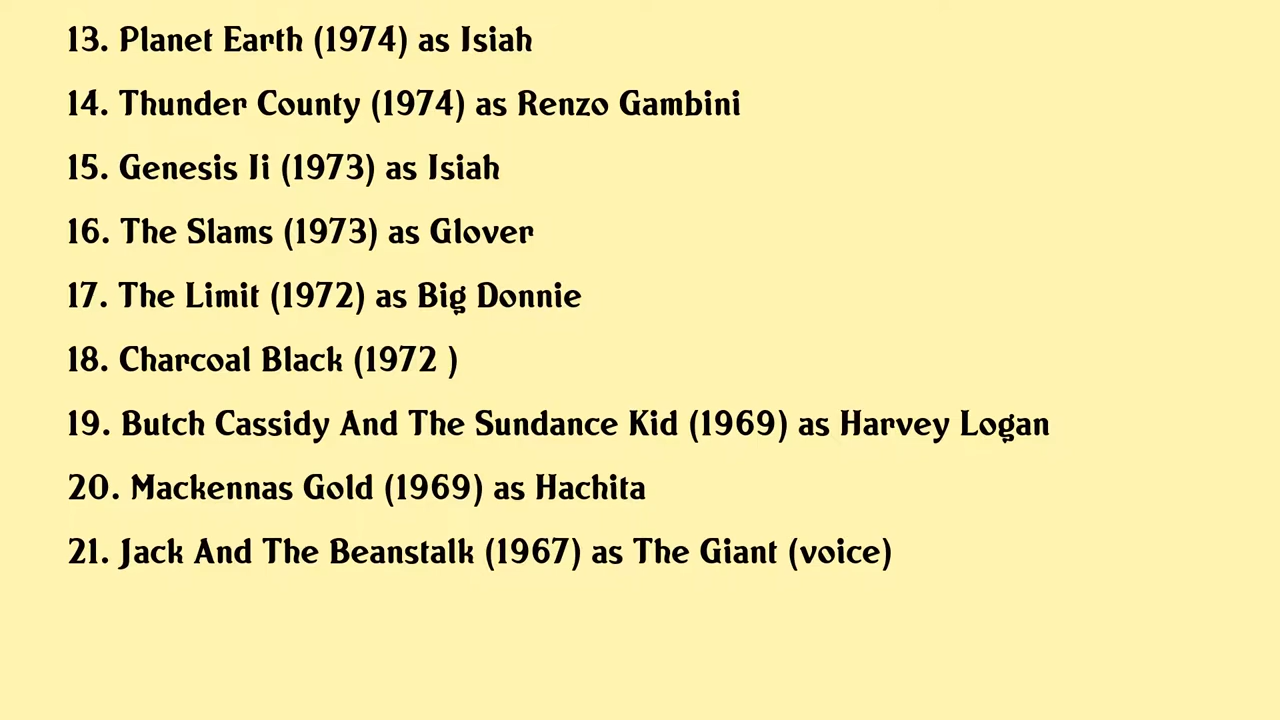 13. Planet Earth (1974) as Isiah
14. Thunder County (1974) as Renzo Gambini
15. Genesis Ii (1973) as Isiah
16. The Slams (1973) as Glover
17. The Limit (1972) as Big Donnie
18. Charcoal Black (1972 )
19. Butch Cassidy And The Sundance Kid (1969) as Harvey Logan
20. Mackennas Gold (1969) as Hachita
21. Jack And The Beanstalk (1967) as The Giant (voice)